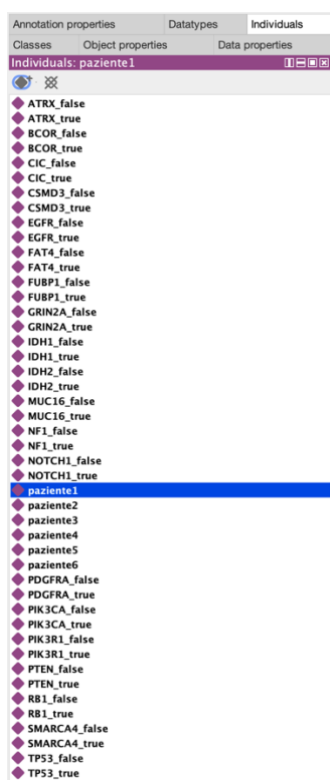 Annotation properties Datatypes Individuals
Classes Object properties Data properties
Individuals: paziente1
ATRX_false
ATRX_true
BCOR_false
BCOR_true
CIC_false
CIC_true
CSMD3_false
CSMD3_true
EGFR_false
EGFR_true
FAT4_false
FAT4_true
FUBP1_false
FUBP1_true
GRIN2A_false
GRIN2A_true
IDH1_false
IDH1_true
IDH2_false
IDH2_true
MUC16_false
MUC16_true
NF1_false
NF1_true
NOTCH1_false
NOTCH1_true
paziente1
paziente2
paziente3
paziente4
paziente5
paziente6
PDGFRA_false
PDGFRA_true
PIK3CA_false
PIK3CA_true
PIK3R1_false
PIK3R1_true
PTEN_false
PTEN_true
RB1_false
RB1_true
SMARCA4_false
SMARCA4_true
TP53_false
TP53_true